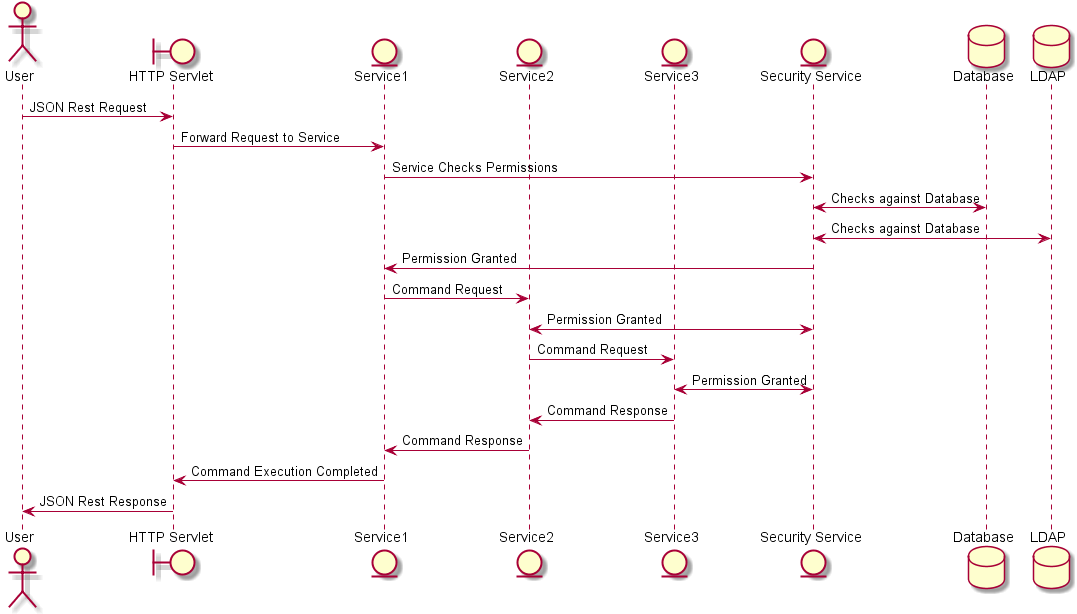 User HTTP Servlet Service1 Service2 Service3 Security Service Database LDAP
JSON Rest Request
Forward Request to Service
Service Checks Permissions
Checks against Database
Checks against Database
Permission Granted
Command Request
Permission Granted
Command Request
Permission Granted
Command Response
Command Response
Command Execution Completed
JSON Rest Response
User HTTP Servlet Service1 Service2 Service3 Security Service Database LDAP